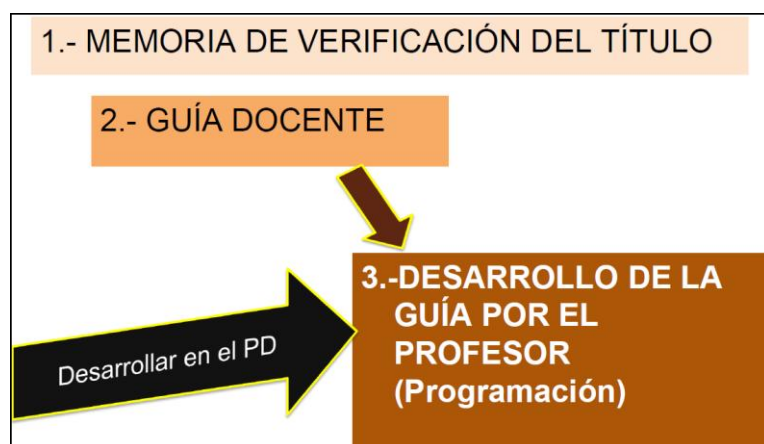 1.- MEMORIA DE VERIFICACIÓN DEL TÍTULO
2.- GUÍA DOCENTE
3.-DESARROLLO DE LA
GUÍA POR EL
PROFESOR
(Programación)
Desarrollar en el PD